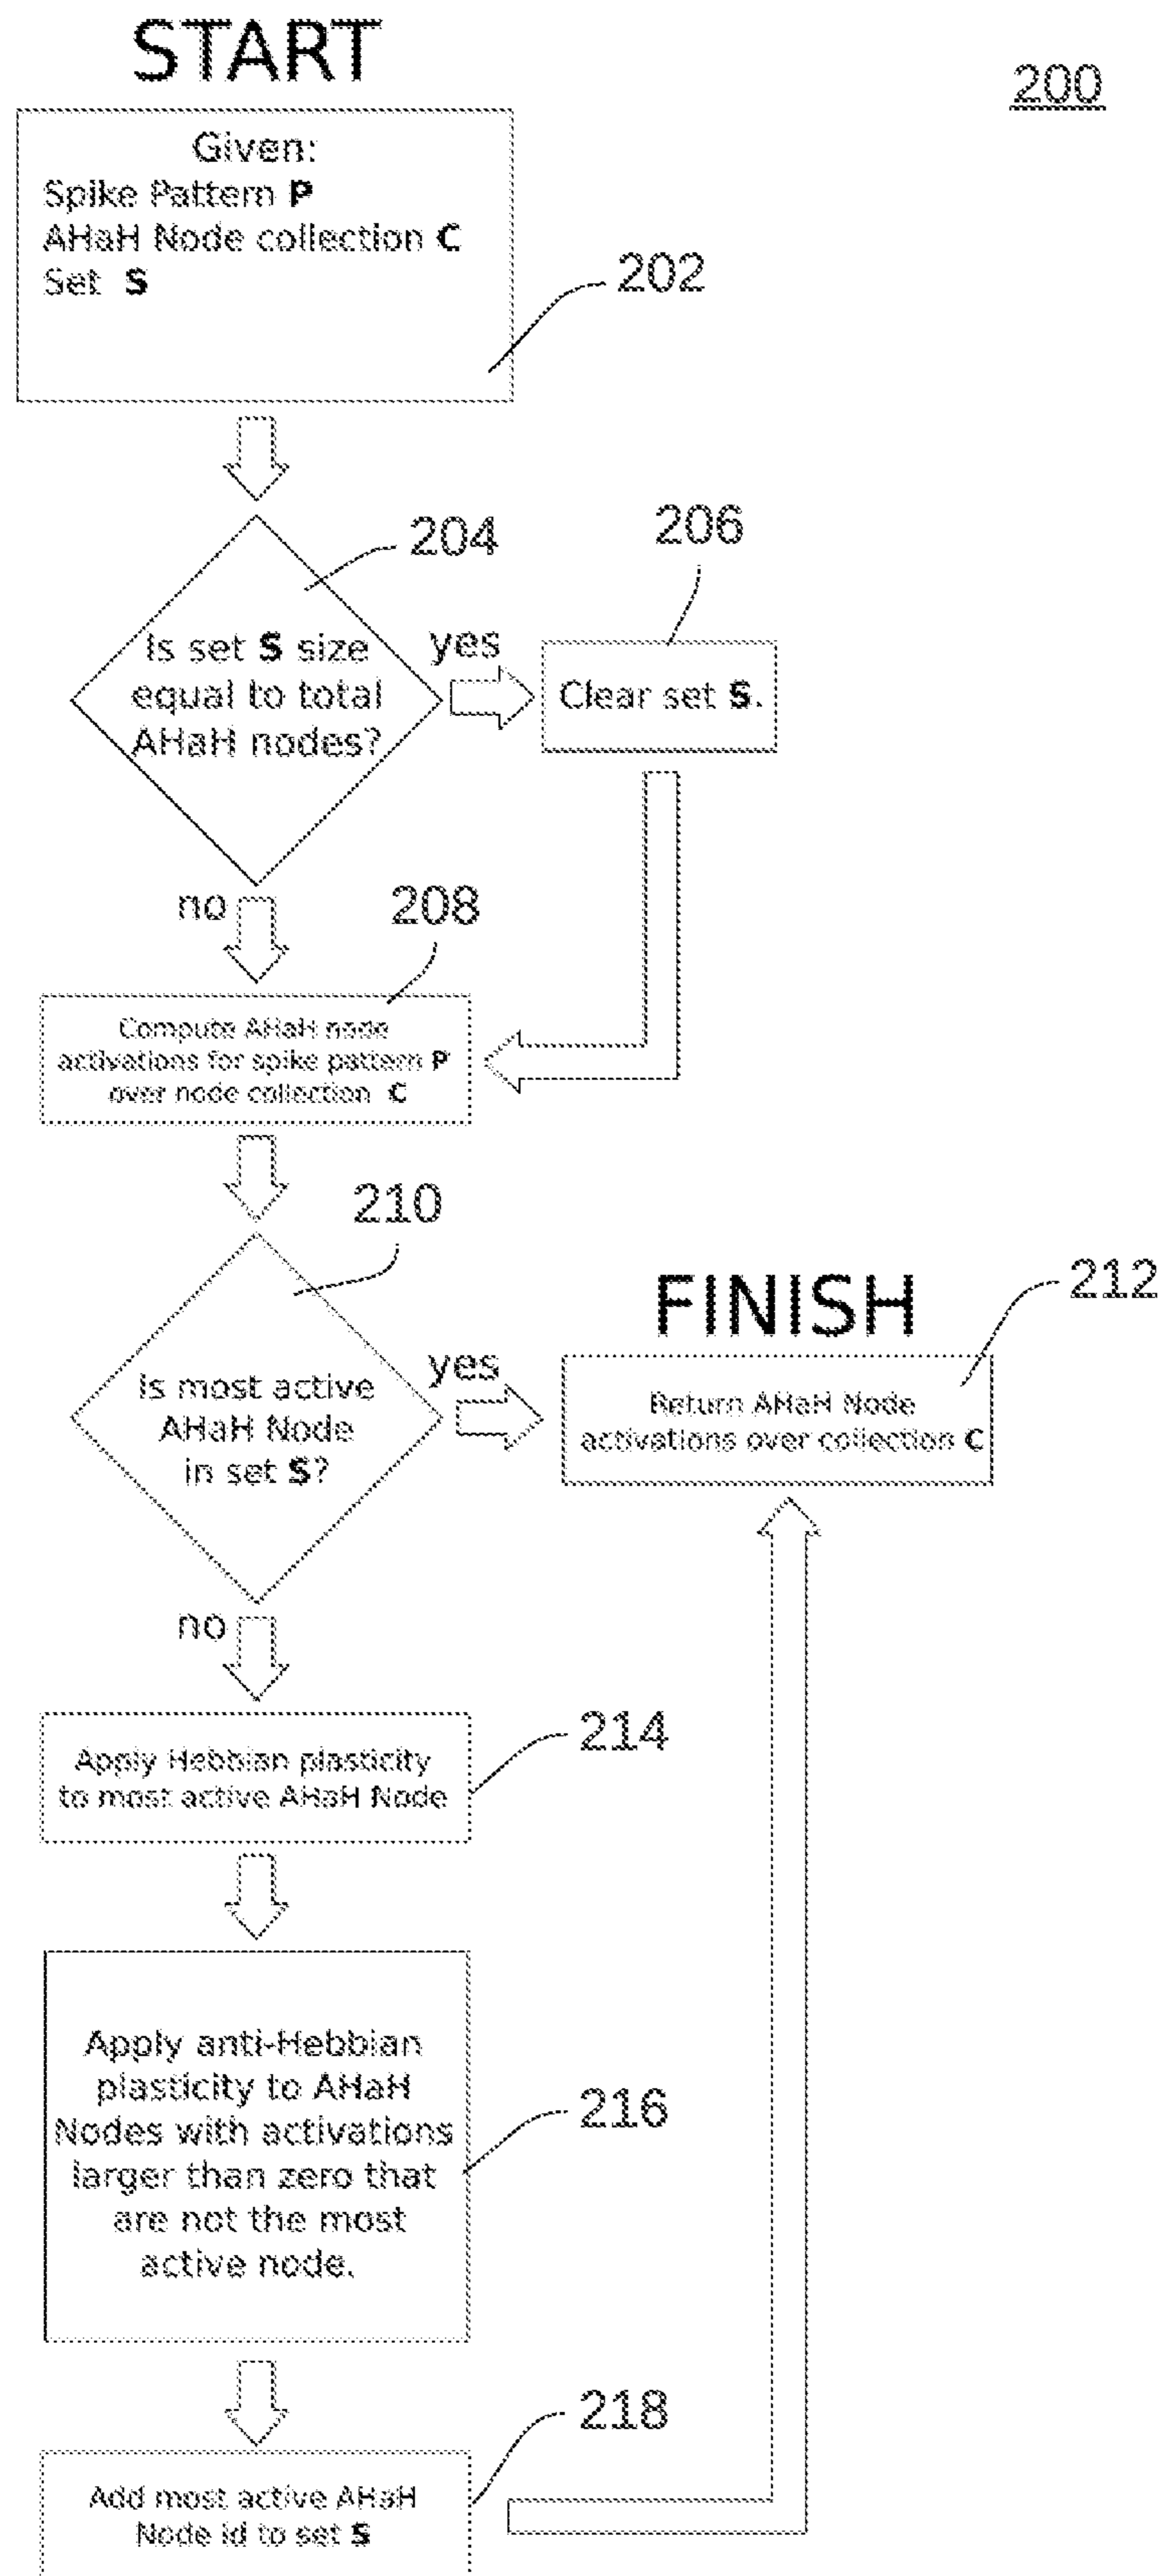 START
200
Given:
Spike Pattern P
AHaH Node collection C
Set S
202
204
206
Is set S size
equal to total
AHaH nodes?
yes
Clear set S.
no
208
Compute AHaH node
activations for spike pattern P
over node collection C
210
FINISH
212
Is most active
AHaH Node
in set S?
yes
Return AHaH Node
activations over collection C
no
214
Apply Hebbian plasticity
to most active AHaH Node
Apply anti-Hebbian
plasticity to AHaH
Nodes with activations
larger than zero that
are not the most
active node.
216
218
Add most active AHaH
Node id to set S